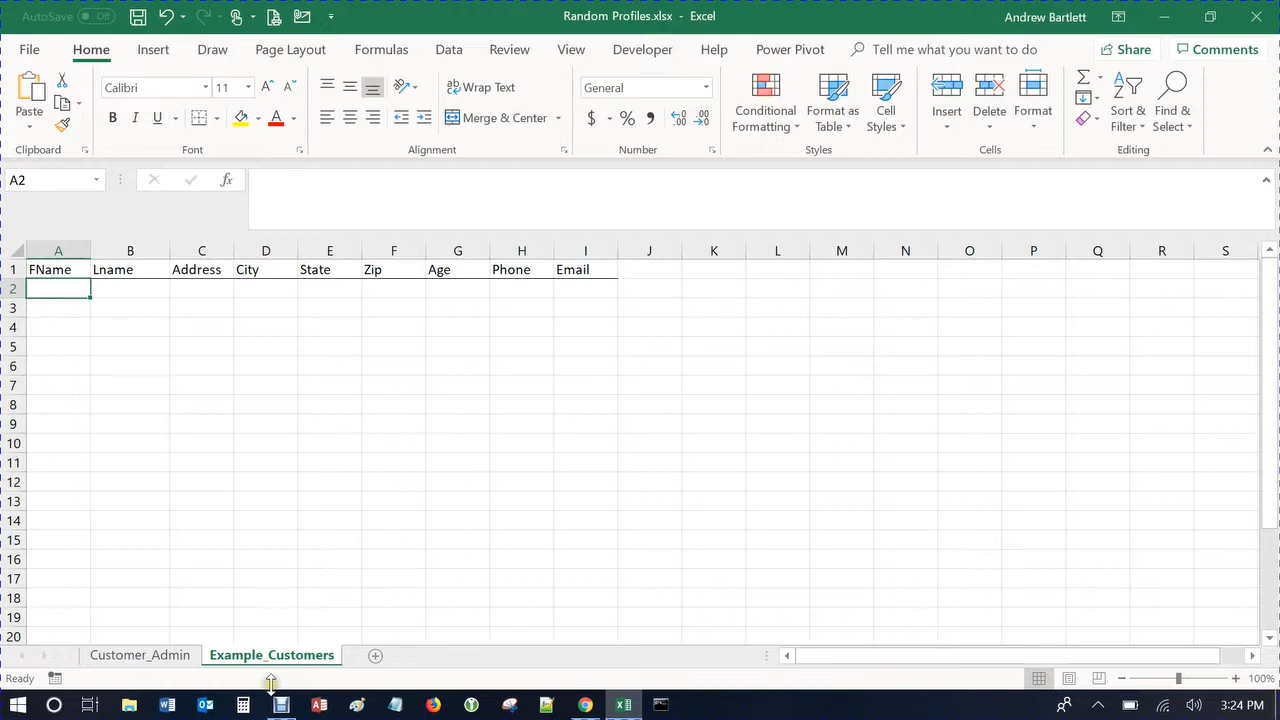 AutoSave Off Random Profiles.xlsx - Excel Andrew Bartlett
File Home Insert Draw Page Layout Formulas Data Review View Developer Help Power Pivot Tell me what you want to do Share Comments
Paste
Clipboard
Calibri 11
B I U A
Font
ab Wrap Text
Merge & Center
Alignment
General
$ % , .00 .00
Number
Conditional Formatting
Format as Table
Cell Styles
Styles
Insert Delete Format
Cells
Sort & Filter
Find & Select
Editing
A2 fx
A B C D E F G H I J K L M N O P Q R S
1 FName Lname Address City State Zip Age Phone Email
2
3
4
5
6
7
8
9
10
11
12
13
14
15
16
17
18
19
20
Customer_Admin Example_Customers
Ready 100%
3:24 PM